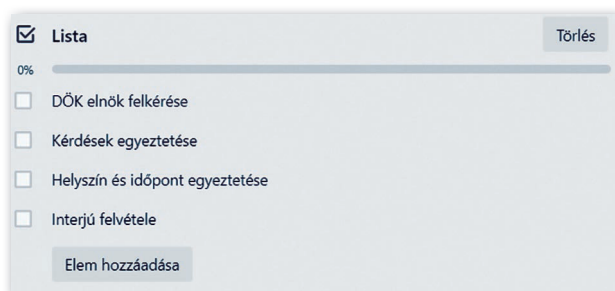 Lista
Törlés
0%
DÖK elnök felkérése
Kérdések egyeztetése
Helyszín és időpont egyeztetése
Interjú felvétele
Elem hozzáadása